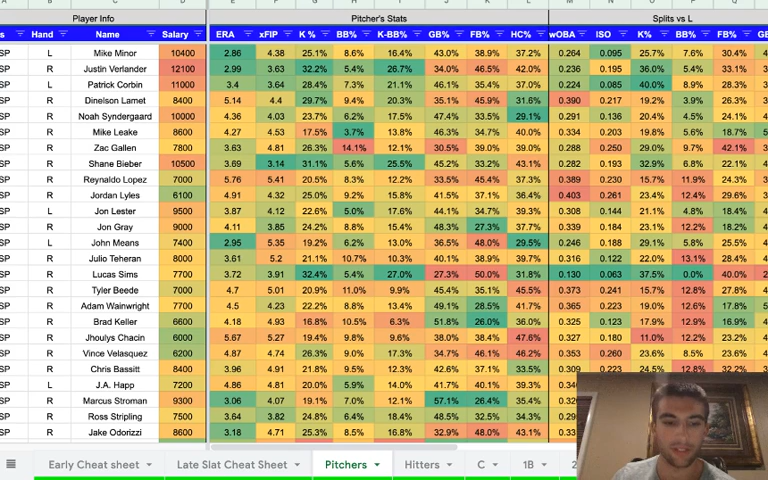 B C D E F G H I J K L M N O P Q
Player Info Pitcher's Stats Splits vs L
s Hand Name Salary ERA xFIP K % BB% K-BB% GB% FB% HC% wOBA ISO K% BB% FB% GB
SP L Mike Minor 10400 2.86 4.38 25.1% 8.6% 16.4% 43.0% 38.9% 37.2% 0.264 0.095 25.7% 7.6% 30.4%
SP R Justin Verlander 12100 2.99 3.63 32.2% 5.4% 26.7% 34.0% 46.5% 42.0% 0.236 0.195 36.0% 5.4% 33.1%
SP L Patrick Corbin 11000 3.4 3.64 28.4% 7.3% 21.1% 46.1% 35.4% 37.0% 0.224 0.085 40.0% 8.9% 28.3%
SP R Dinelson Lamet 8400 5.14 4.4 29.7% 9.4% 20.3% 35.1% 45.9% 31.6% 0.390 0.217 19.2% 3.9% 26.3%
SP R Noah Syndergaard 10000 4.36 4.03 23.7% 6.2% 17.5% 47.4% 33.5% 29.1% 0.291 0.136 20.4% 4.5% 24.1%
SP R Mike Leake 8600 4.27 4.53 17.5% 3.7% 13.8% 46.3% 34.7% 40.0% 0.334 0.203 19.8% 5.6% 18.7%
SP R Zac Gallen 7800 3.63 4.81 26.3% 14.1% 12.1% 30.5% 39.0% 39.0% 0.288 0.250 29.0% 9.7% 42.1%
SP R Shane Bieber 10500 3.69 3.14 31.1% 5.6% 25.5% 45.2% 33.2% 43.1% 0.282 0.193 32.9% 6.8% 22.1%
SP R Reynaldo Lopez 7000 5.76 5.41 20.5% 8.3% 12.2% 33.5% 45.4% 37.3% 0.389 0.230 15.7% 11.9% 24.3%
SP R Jordan Lyles 6100 4.91 4.32 25.0% 9.2% 15.8% 41.5% 37.1% 36.4% 0.403 0.261 23.4% 12.4% 29.6%
SP L Jon Lester 9500 3.87 4.12 22.6% 5.0% 17.6% 44.1% 34.7% 39.3% 0.308 0.144 21.1% 4.8% 18.4%
SP R Jon Gray 9000 4.11 3.85 24.2% 8.8% 15.4% 48.3% 27.3% 37.7% 0.339 0.184 23.1% 12.2% 18.2%
SP L John Means 7400 2.95 5.35 19.2% 6.2% 13.0% 36.5% 48.0% 29.5% 0.246 0.188 29.1% 5.8% 25.5%
SP R Julio Teheran 8000 3.61 5.2 21.1% 10.7% 10.3% 40.1% 38.9% 39.7% 0.316 0.122 22.0% 13.1% 28.4%
SP R Lucas Sims 7700 3.72 3.91 32.4% 5.4% 27.0% 27.3% 50.0% 31.8% 0.130 0.063 37.5% 0.0% 40.0%
SP R Tyler Beede 7000 4.7 5.01 20.9% 11.0% 9.9% 45.4% 35.1% 45.5% 0.373 0.241 15.7% 12.8% 27.8%
SP R Adam Wainwright 7700 4.5 4.23 22.2% 8.8% 13.4% 49.1% 28.5% 41.7% 0.365 0.223 19.0% 12.6% 17.8%
SP R Brad Keller 6600 4.18 4.93 16.8% 10.5% 6.3% 51.8% 26.0% 36.0% 0.325 0.123 17.9% 12.9% 16.9%
SP R Jhoulys Chacin 6000 5.67 5.27 19.4% 9.8% 9.6% 38.0% 38.4% 47.6% 0.327 0.180 11.0% 12.2% 23.2%
SP R Vince Velasquez 6200 4.87 4.74 26.3% 9.0% 17.3% 34.7% 46.1% 46.2% 0.353 0.260 23.6% 8.5% 23.6%
SP R Chris Bassitt 8400 3.96 4.91 21.8% 9.5% 12.3% 42.6% 37.1% 33.5% 0.309 0.223 24.5% 12.8% 32.2%
SP L J.A. Happ 7200 4.86 4.81 20.0% 5.9% 14.0% 41.7% 40.1% 39.3%
SP R Marcus Stroman 9300 3.06 4.07 19.1% 7.0% 12.1% 57.1% 26.4% 35.4%
SP R Ross Stripling 7500 3.64 3.82 24.8% 6.4% 18.4% 48.5% 32.5% 34.3%
SP R Jake Odorizzi 8600 3.18 4.71 25.3% 8.5% 16.8% 32.9% 48.0% 43.1%
Early Cheat sheet Late Slat Cheat Sheet Pitchers Hitters C 1B